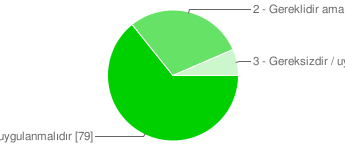 2 - Gereklidir ama
3 - Gereksizdir /
uygulanmalıdır [79]